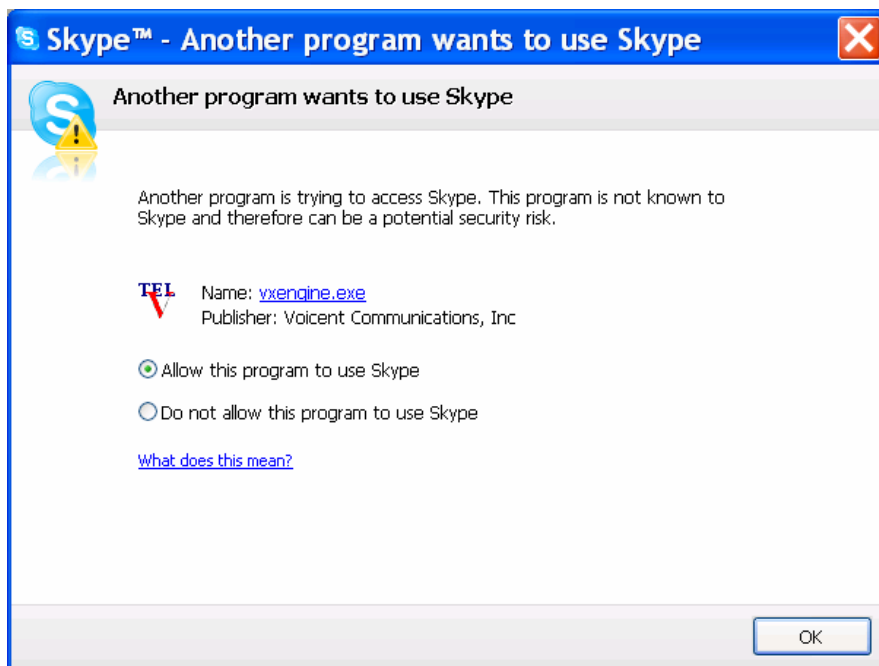 Skype™ - Another program wants to use Skype
Another program wants to use Skype
Another program is trying to access Skype. This program is not known to
Skype and therefore can be a potential security risk.
TEL V
Name: vxengine.exe
Publisher: Voicent Communications, Inc
Allow this program to use Skype
Do not allow this program to use Skype
What does this mean?
OK